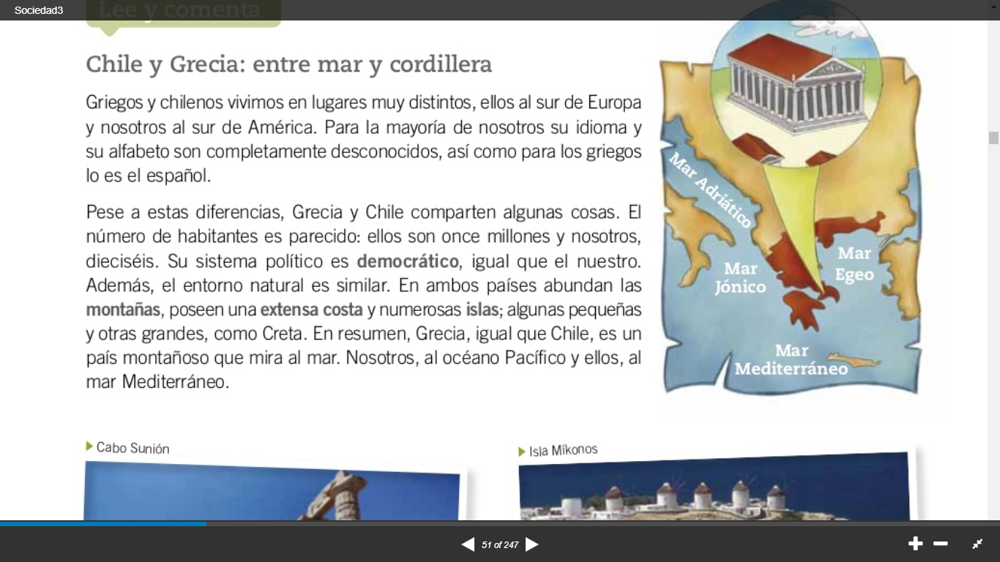 Sociedad3
Lee y comenta
Chile y Grecia: entre mar y cordillera
Griegos y chilenos vivimos en lugares muy distintos, ellos al sur de Europa
y nosotros al sur de América. Para la mayoría de nosotros su idioma y
su alfabeto son completamente desconocidos, así como para los griegos
lo es el español.
Pese a estas diferencias, Grecia y Chile comparten algunas cosas. El
número de habitantes es parecido: ellos son once millones y nosotros,
dieciséis. Su sistema político es democrático, igual que el nuestro.
Además, el entorno natural es similar. En ambos países abundan las
montañas, poseen una extensa costa y numerosas islas; algunas pequeñas
y otras grandes, como Creta. En resumen, Grecia, igual que Chile, es un
país montañoso que mira al mar. Nosotros, al océano Pacífico y ellos, al
mar Mediterráneo.
Mar Adriático
Mar
Jónico
Mar
Egeo
Mar
Mediterráneo
Cabo Sunión
Isla Míkonos
51 of 247